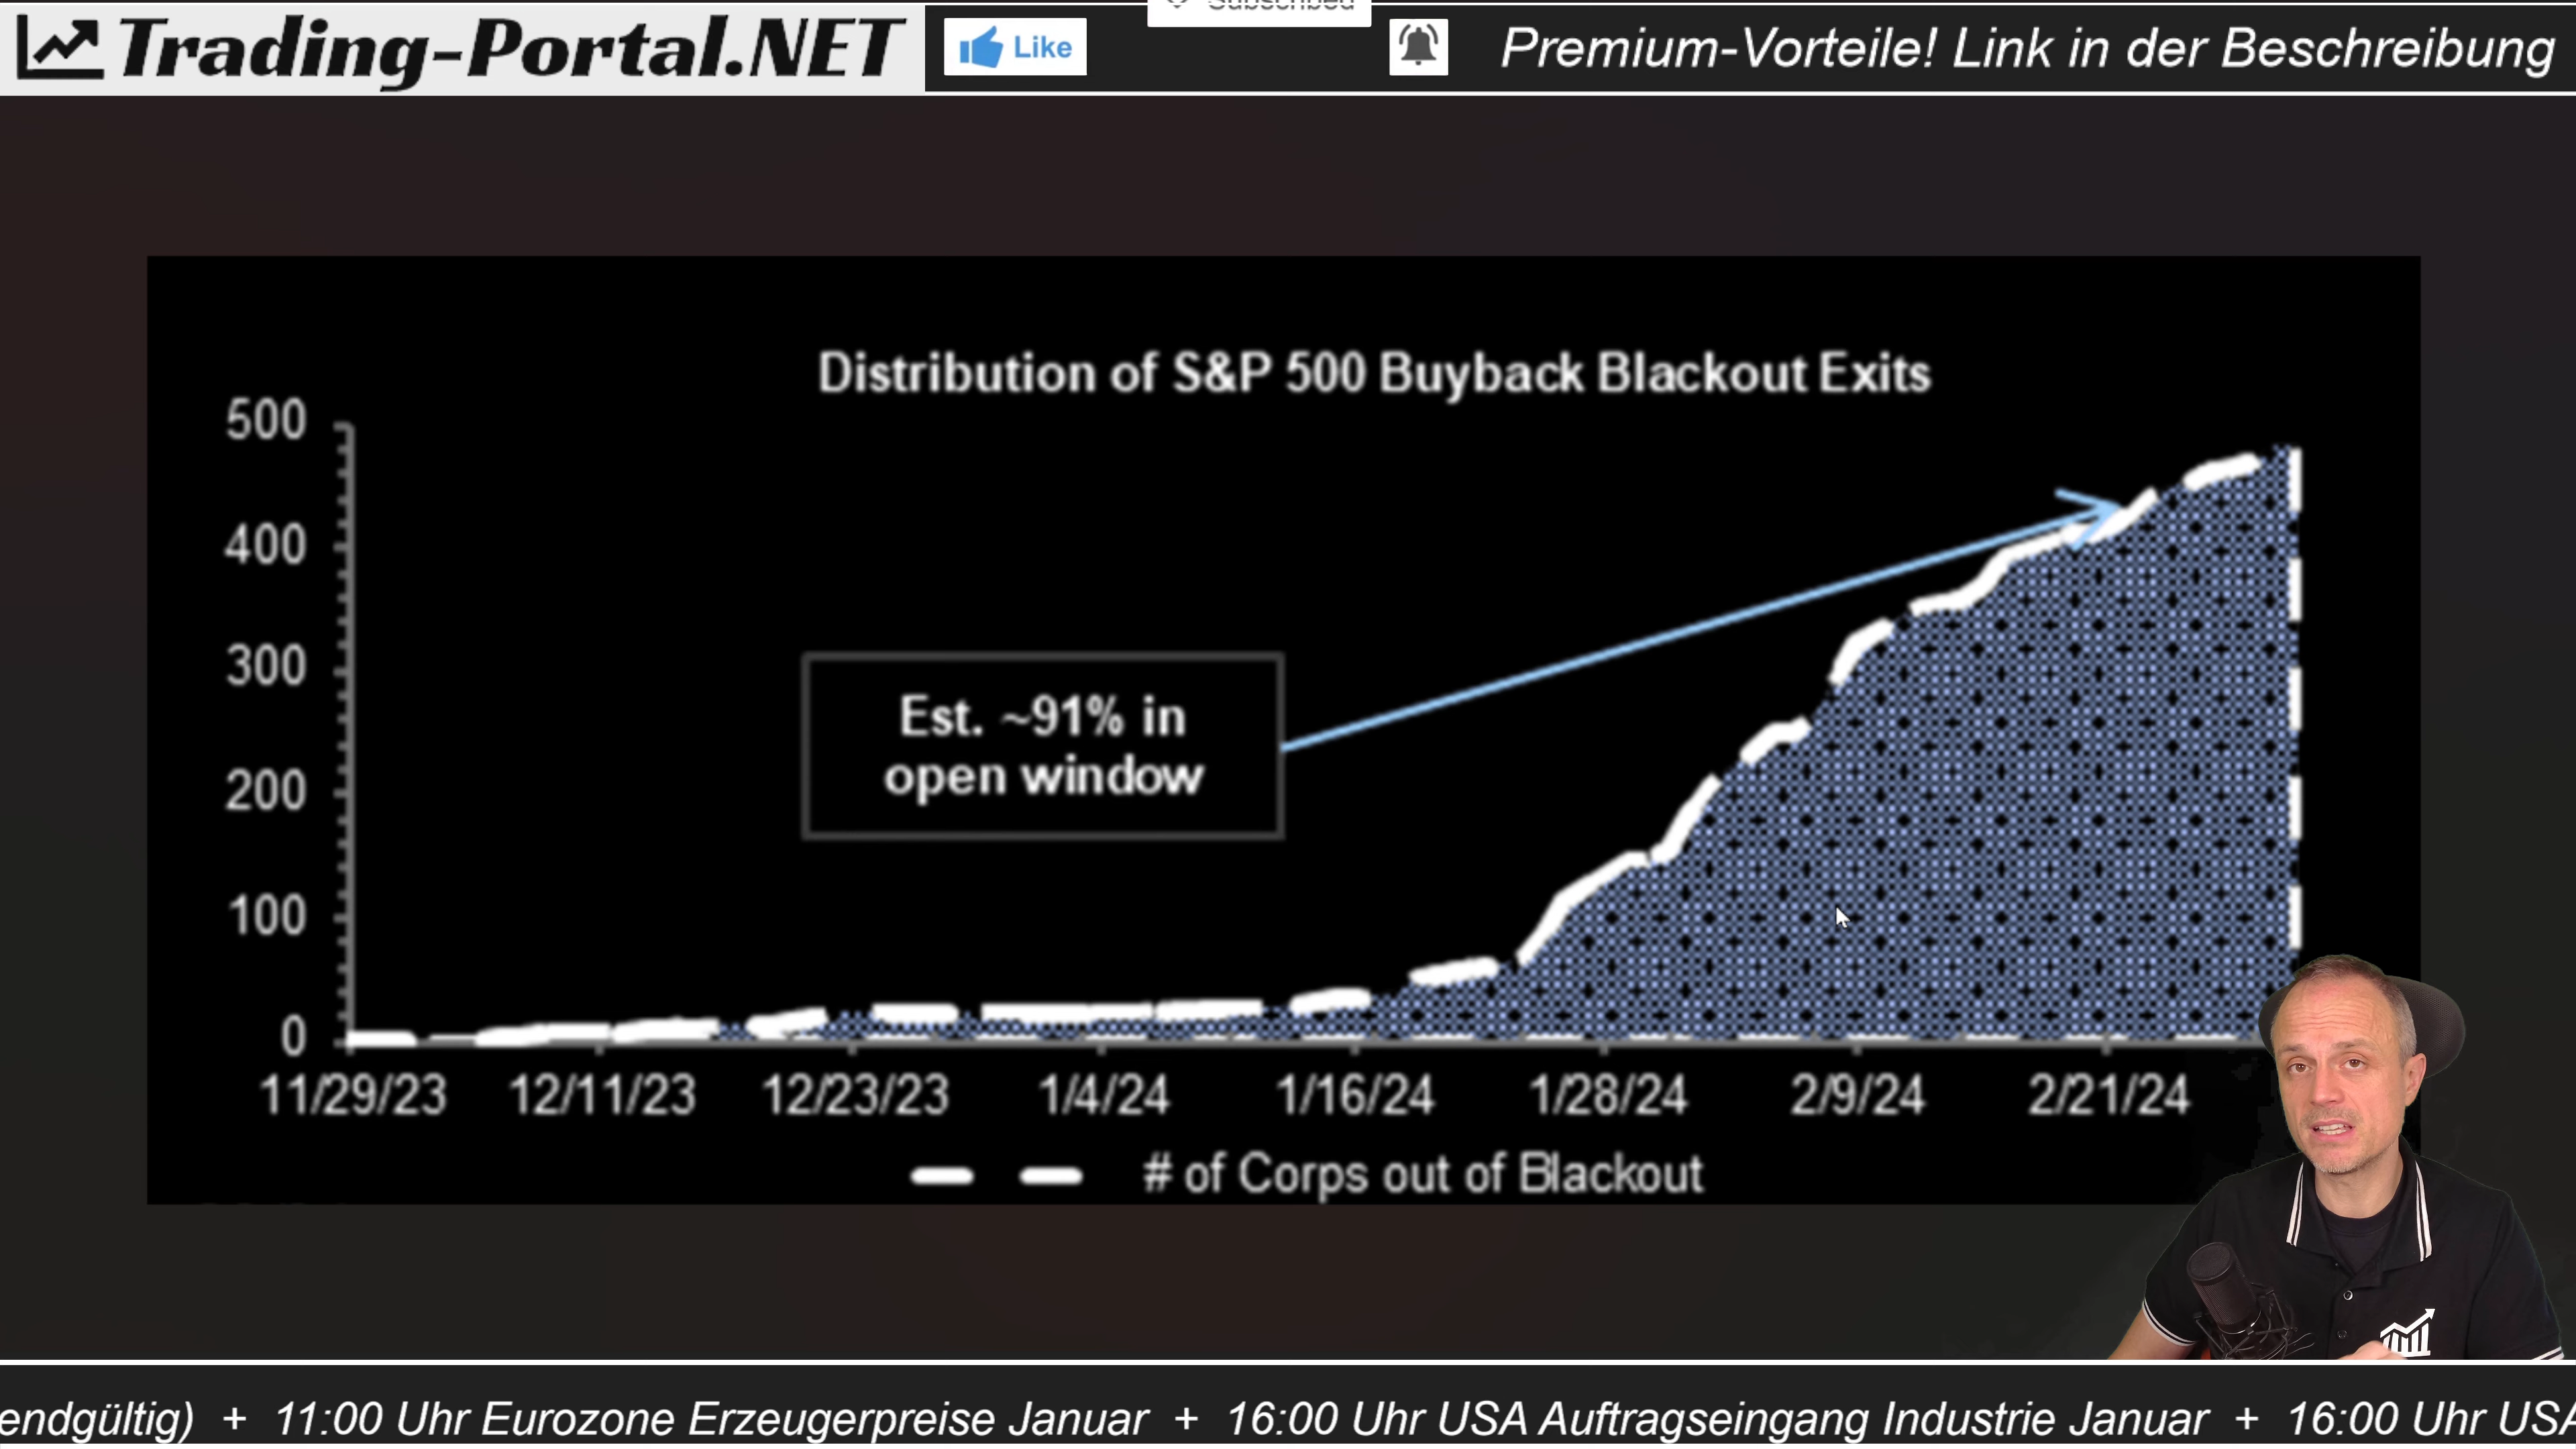 Subscribed
Trading-Portal.NET
Like
Premium-Vorteile! Link in der Beschreibung
Distribution of S&P 500 Buyback Blackout Exits
500
400
300
200
100
0
Est. ~91% in
open window
11/29/23 12/11/23 12/23/23 1/4/24 1/16/24 1/28/24 2/9/24 2/21/24
# of Corps out of Blackout
endgültig) + 11:00 Uhr Eurozone Erzeugerpreise Januar + 16:00 Uhr USA Auftragseingang Industrie Januar + 16:00 Uhr USA